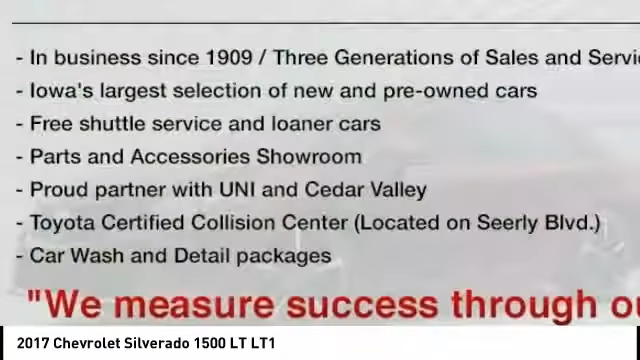 - In business since 1909 / Three Generations of Sales and
- Iowa's largest selection of new and pre-owned cars
- Free shuttle service and loaner cars
- Parts and Accessories Showroom
- Proud partner with UNI and Cedar Valley
- Toyota Certified Collision Center (Located on Seerly Blvd.)
- Car Wash and Detail packages
"We measure success through
2017 Chevrolet Silverado 1500 LT LT1